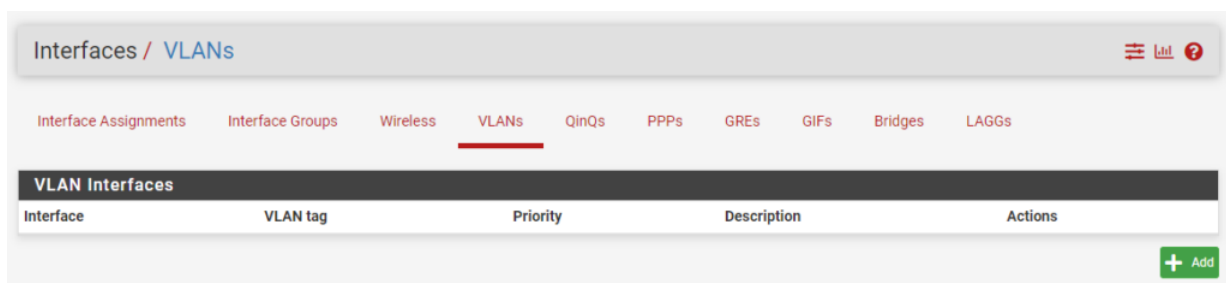 Interfaces / VLANs
Interface Assignments Interface Groups Wireless VLANs QinQs PPPs GREs GIFs Bridges LAGGs
VLAN Interfaces
Interface VLAN tag Priority Description Actions
Add